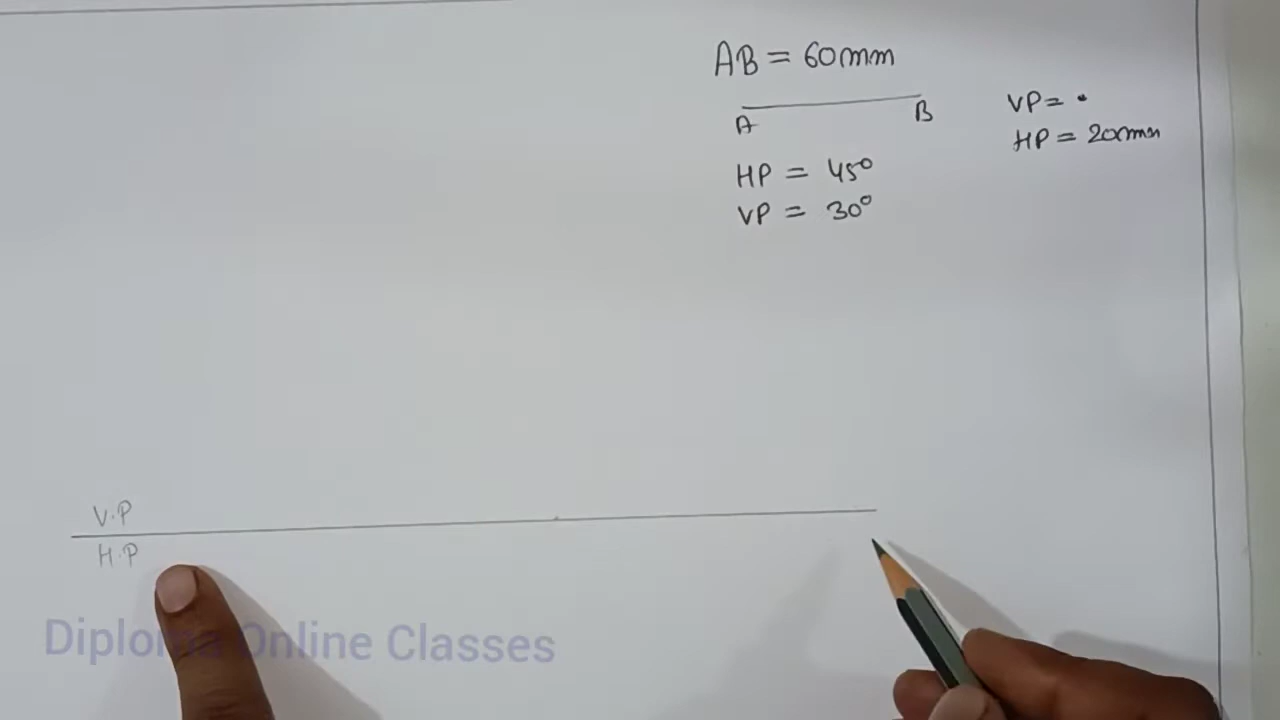 AB = 60mm
A B
HP = 45°
VP = 30°
VP = •
HP = 20mm
V.P
H.P
Diploma Online Classes